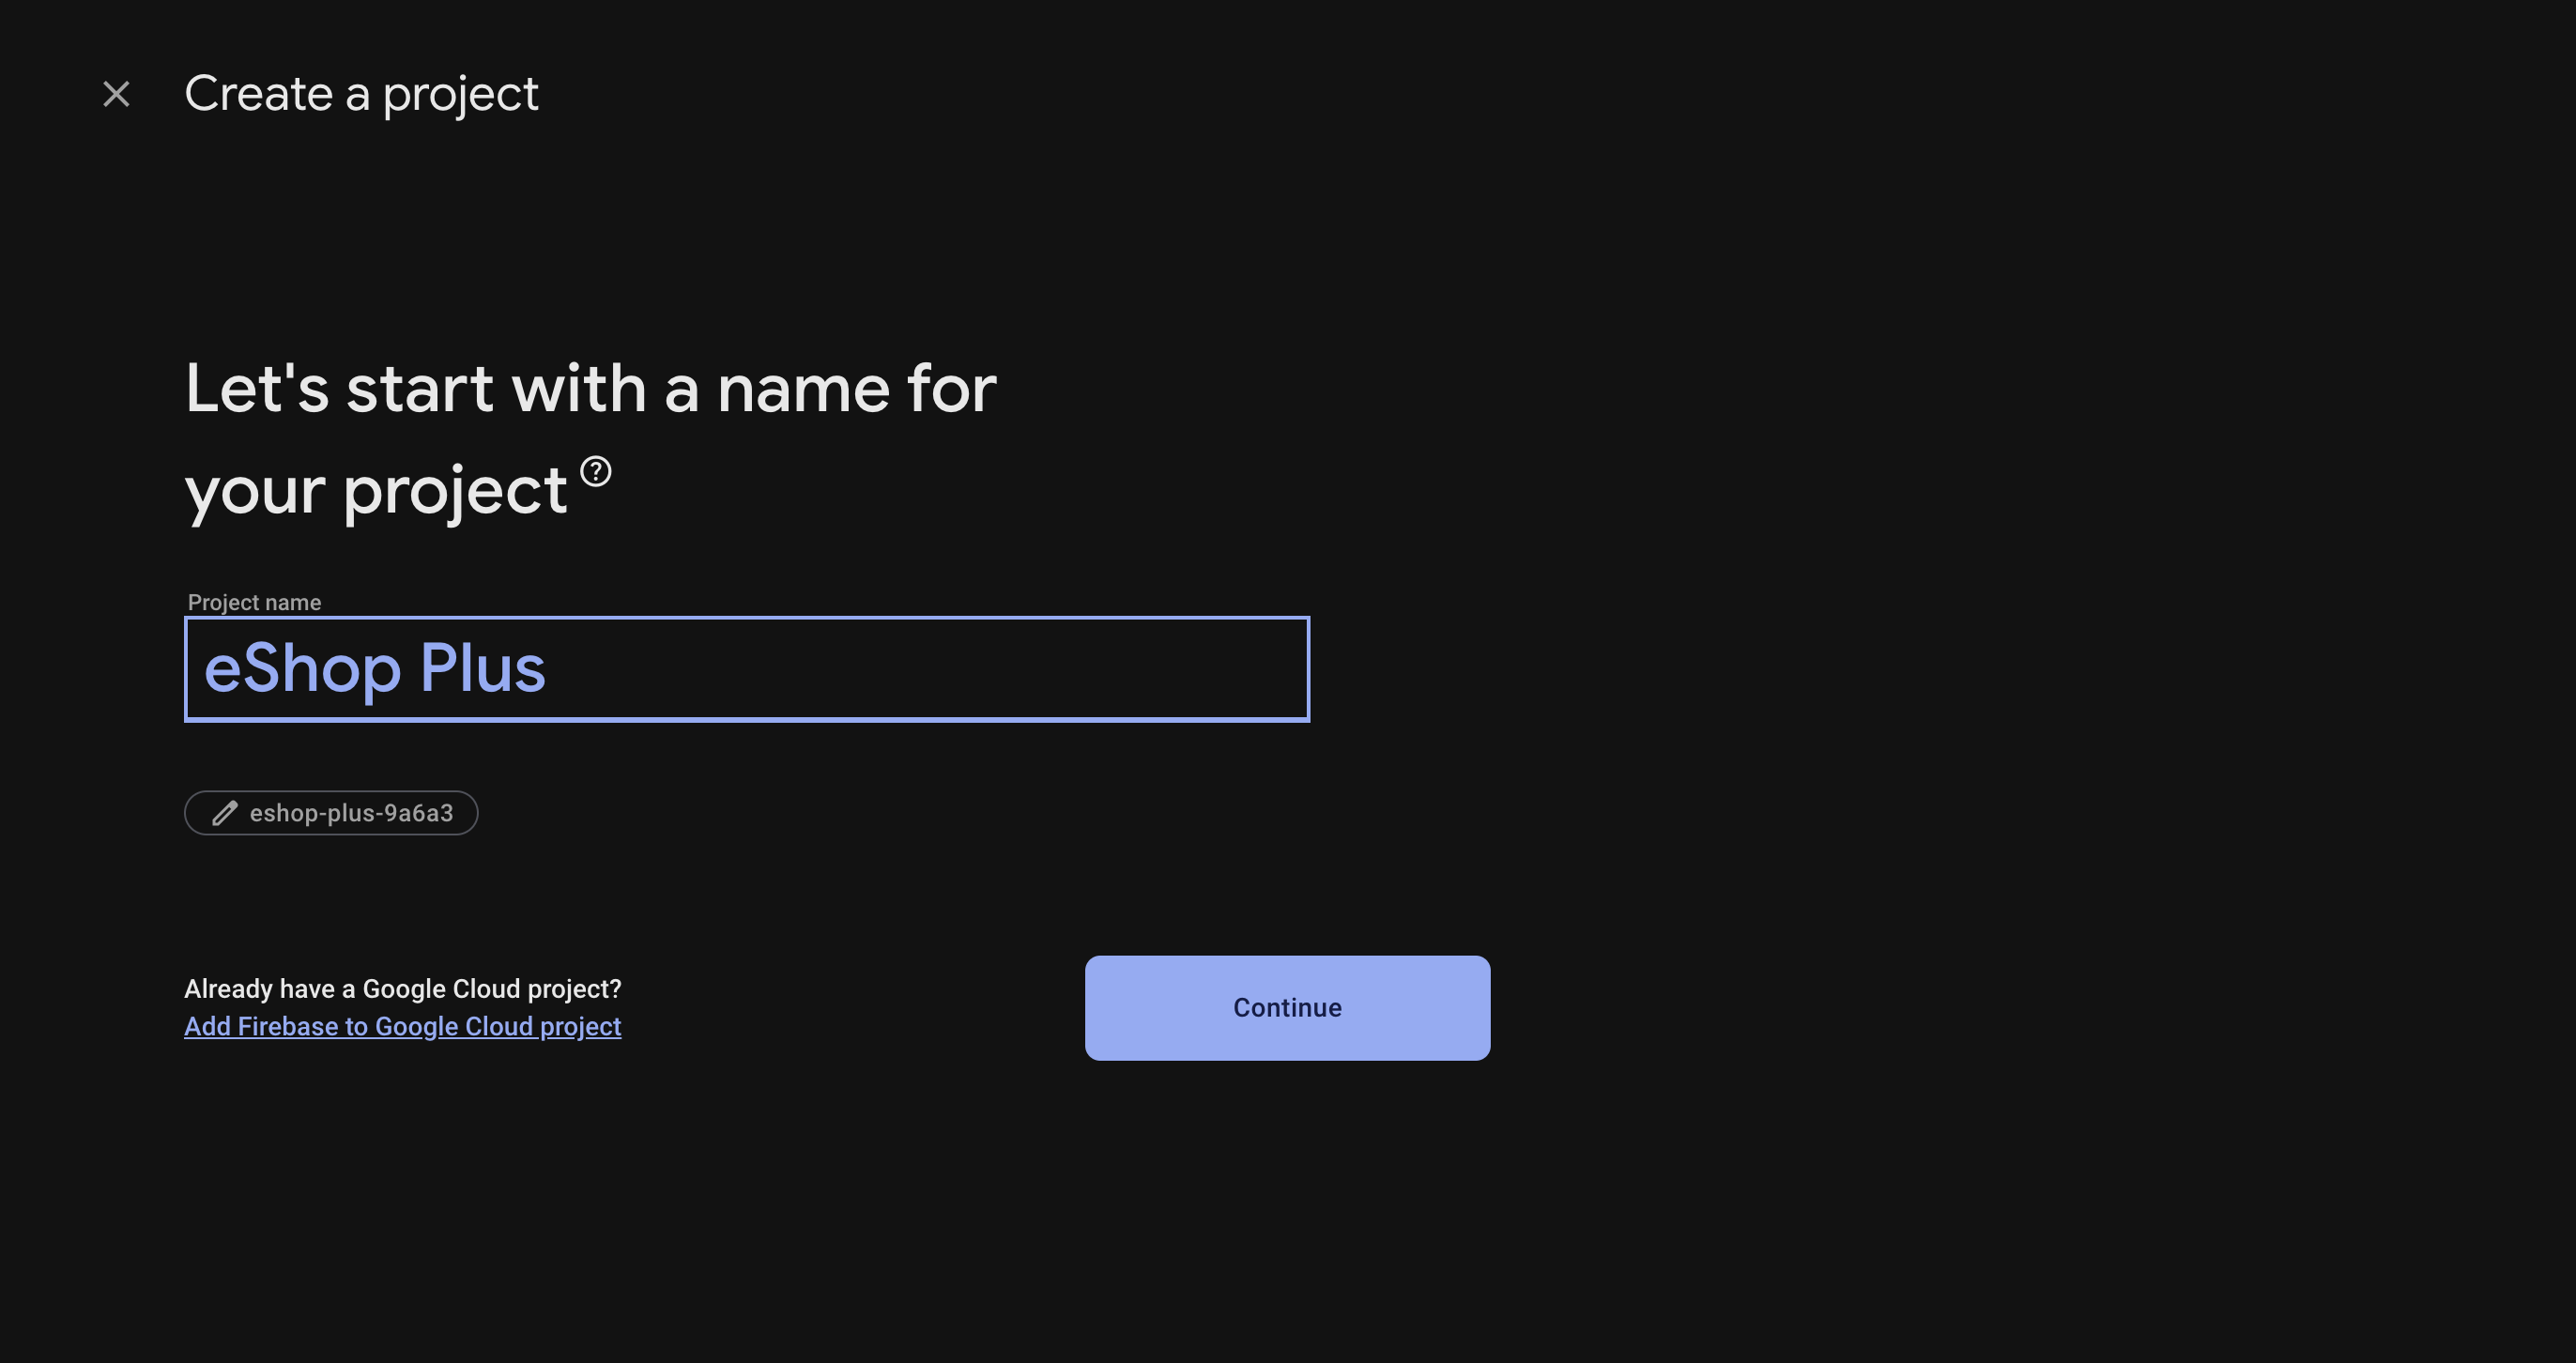 Create a project
Let's start with a name for
your project
Project name
eShop Plus
eshop-plus-9a6a3
Already have a Google Cloud project?
Add Firebase to Google Cloud project
Continue